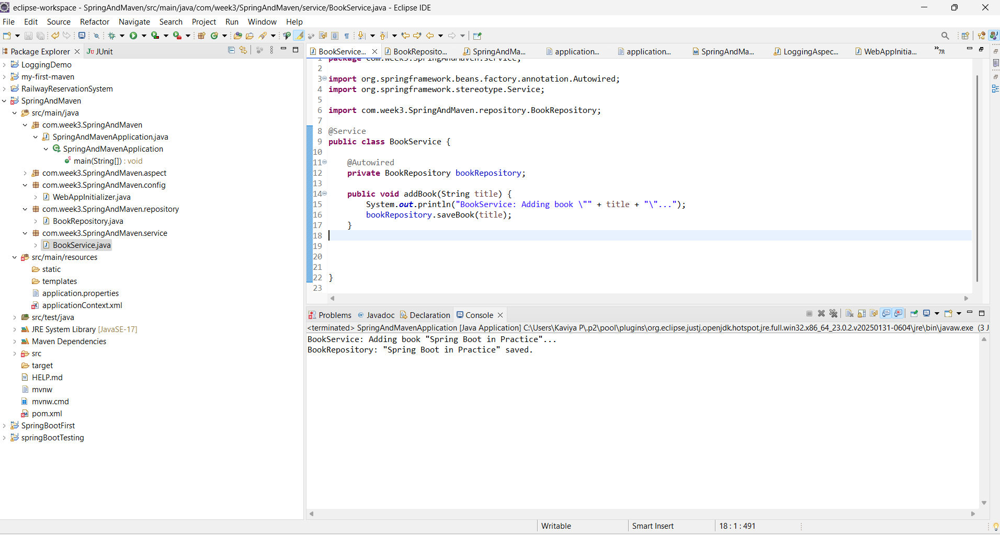 eclipse-workspace - SpringAndMaven/src/main/java/com/week3/SpringAndMaven/service/BookService.java - Eclipse IDE
File Edit Source Refactor Navigate Search Project Run Window Help
Package Explorer
JUnit
LoggingDemo
my-first-maven
RailwayReservationSystem
SpringAndMaven
src/main/java
com.week3.SpringAndMaven
SpringAndMavenApplication.java
SpringAndMavenApplication
main(String[]) : void
com.week3.SpringAndMaven.aspect
com.week3.SpringAndMaven.config
WebAppInitializer.java
com.week3.SpringAndMaven.repository
BookRepository.java
com.week3.SpringAndMaven.service
BookService.java
src/main/resources
static
templates
application.properties
applicationContext.xml
src/test/java
JRE System Library [JavaSE-17]
Maven Dependencies
src
target
HELP.md
mvnw
mvnw.cmd
pom.xml
SpringBootFirst
springBootTesting
BookService... BookReposito... SpringAndMa... application... application... SpringAndMa... LoggingAspec... WebAppInitia... »78
1 package com.week3.SpringAndMaven.service;
2
3 import org.springframework.beans.factory.annotation.Autowired;
4 import org.springframework.stereotype.Service;
5
6 import com.week3.SpringAndMaven.repository.BookRepository;
7
8 @Service
9 public class BookService {
10
11 @Autowired
12 private BookRepository bookRepository;
13
14 public void addBook(String title) {
15 System.out.println("BookService: Adding book \"" + title + "\"...");
16 bookRepository.saveBook(title);
17 }
18
19
20
21
22 }
23
Problems @ Javadoc Declaration Console
<terminated> SpringAndMavenApplication [Java Application] C:\Users\Kaviya P\.p2\pool\plugins\org.eclipse.justj.openjdk.hotspot.jre.full.win32.x86_64_23.0.2.v20250131-0604\jre\bin\javaw.exe (3 J
BookService: Adding book "Spring Boot in Practice"...
BookRepository: "Spring Boot in Practice" saved.
Writable Smart Insert 18 : 1 : 491